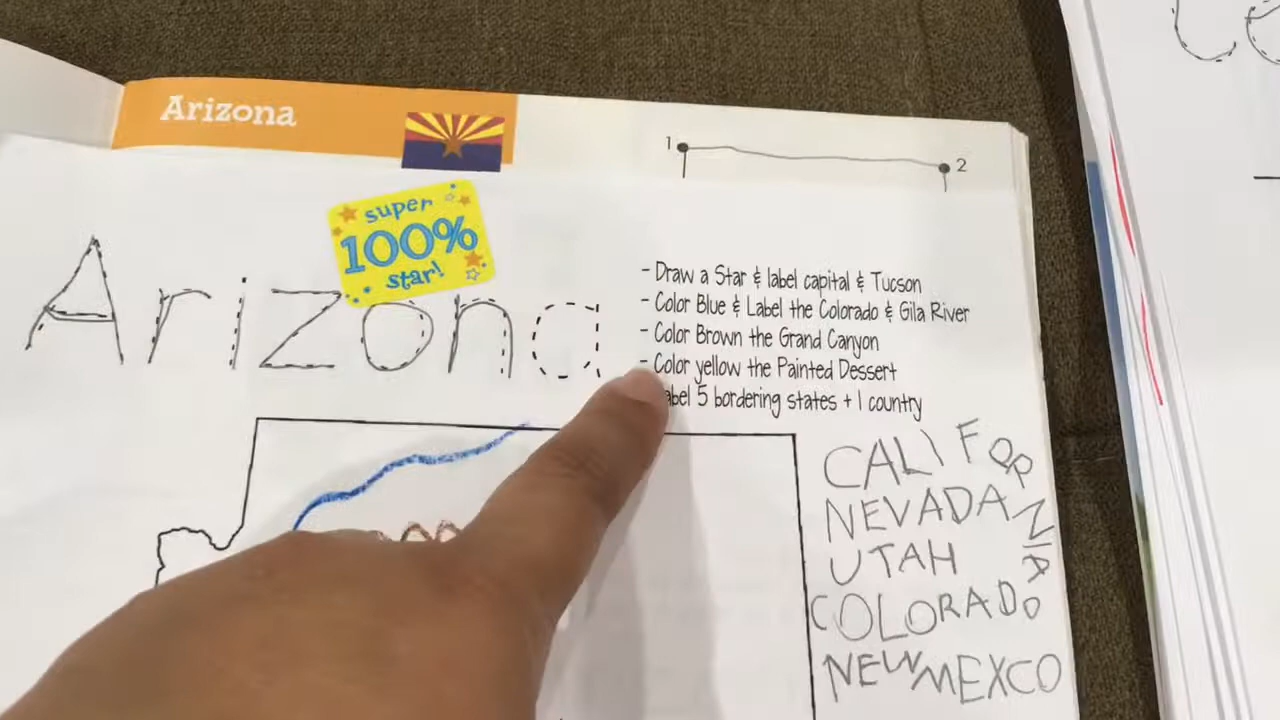 Arizona
1 2
super
100%
star!
Arizona
- Draw a Star & label capital & Tucson
- Color Blue & Label the Colorado & Gila River
- Color Brown the Grand Canyon
- Color yellow the Painted Dessert
abel 5 bordering states + 1 country
CALIFORNIA
NEVADA
UTAH
COLORADO
NEW MEXCO